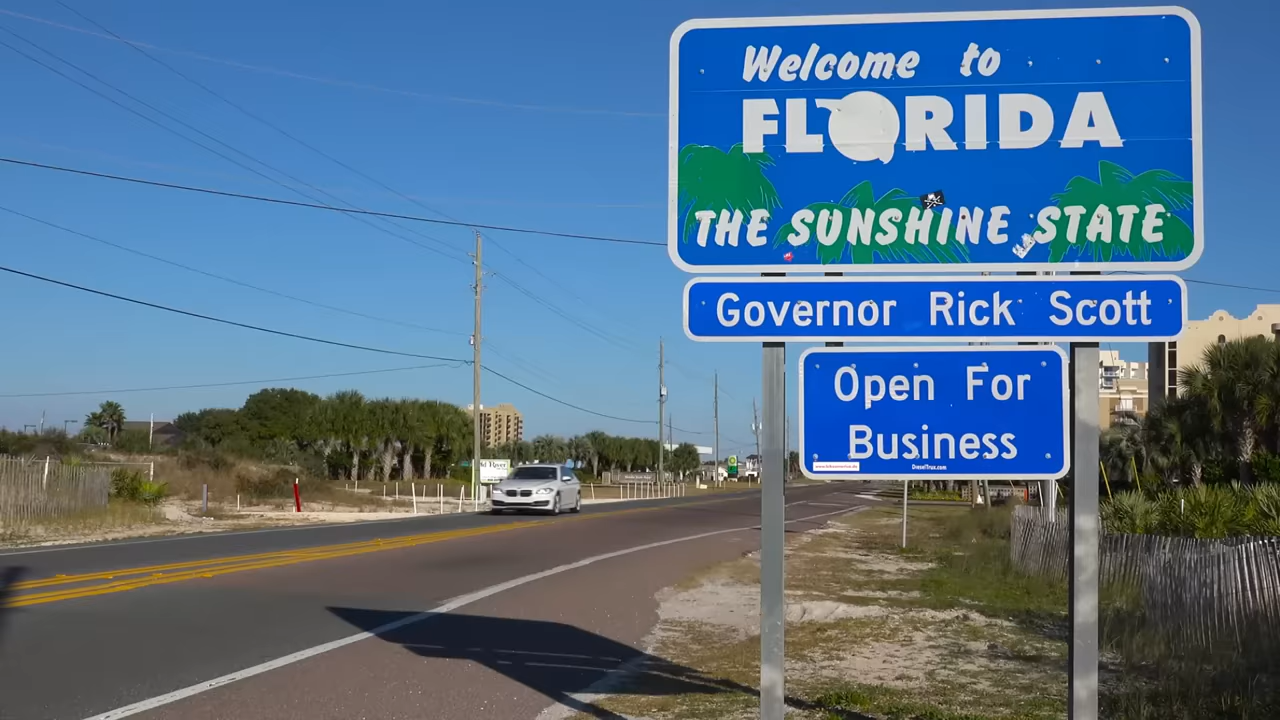 Welcome to
FLORIDA
THE SUNSHINE STATE
Governor Rick Scott
Open For
Business